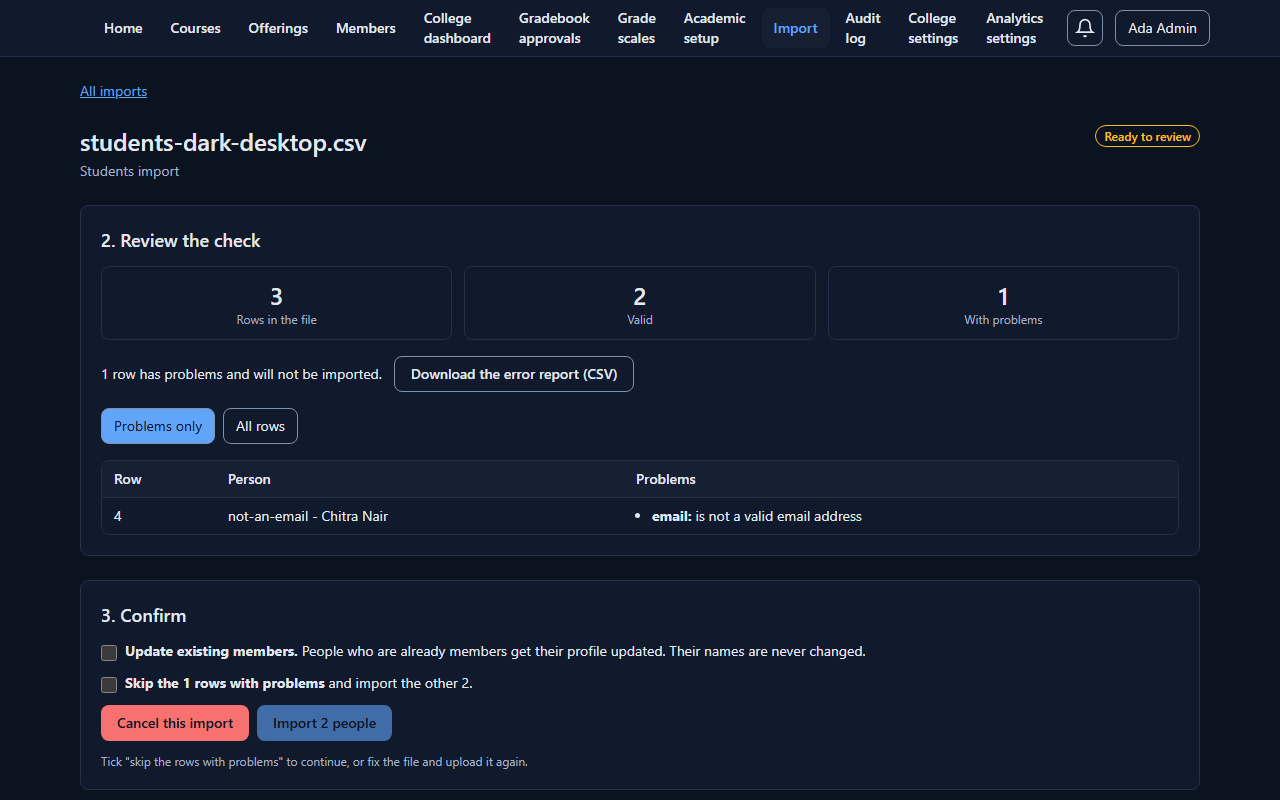 Home Courses Offerings Members College dashboard Gradebook approvals Grade scales Academic setup Import Audit log College settings Analytics settings Ada Admin
All imports
students-dark-desktop.csv
Ready to review
Students import
2. Review the check
3 2 1
Rows in the file Valid With problems
1 row has problems and will not be imported. Download the error report (CSV)
Problems only All rows
Row Person Problems
4 not-an-email - Chitra Nair • email: is not a valid email address
3. Confirm
Update existing members. People who are already members get their profile updated. Their names are never changed.
Skip the 1 rows with problems and import the other 2.
Cancel this import Import 2 people
Tick "skip the rows with problems" to continue, or fix the file and upload it again.